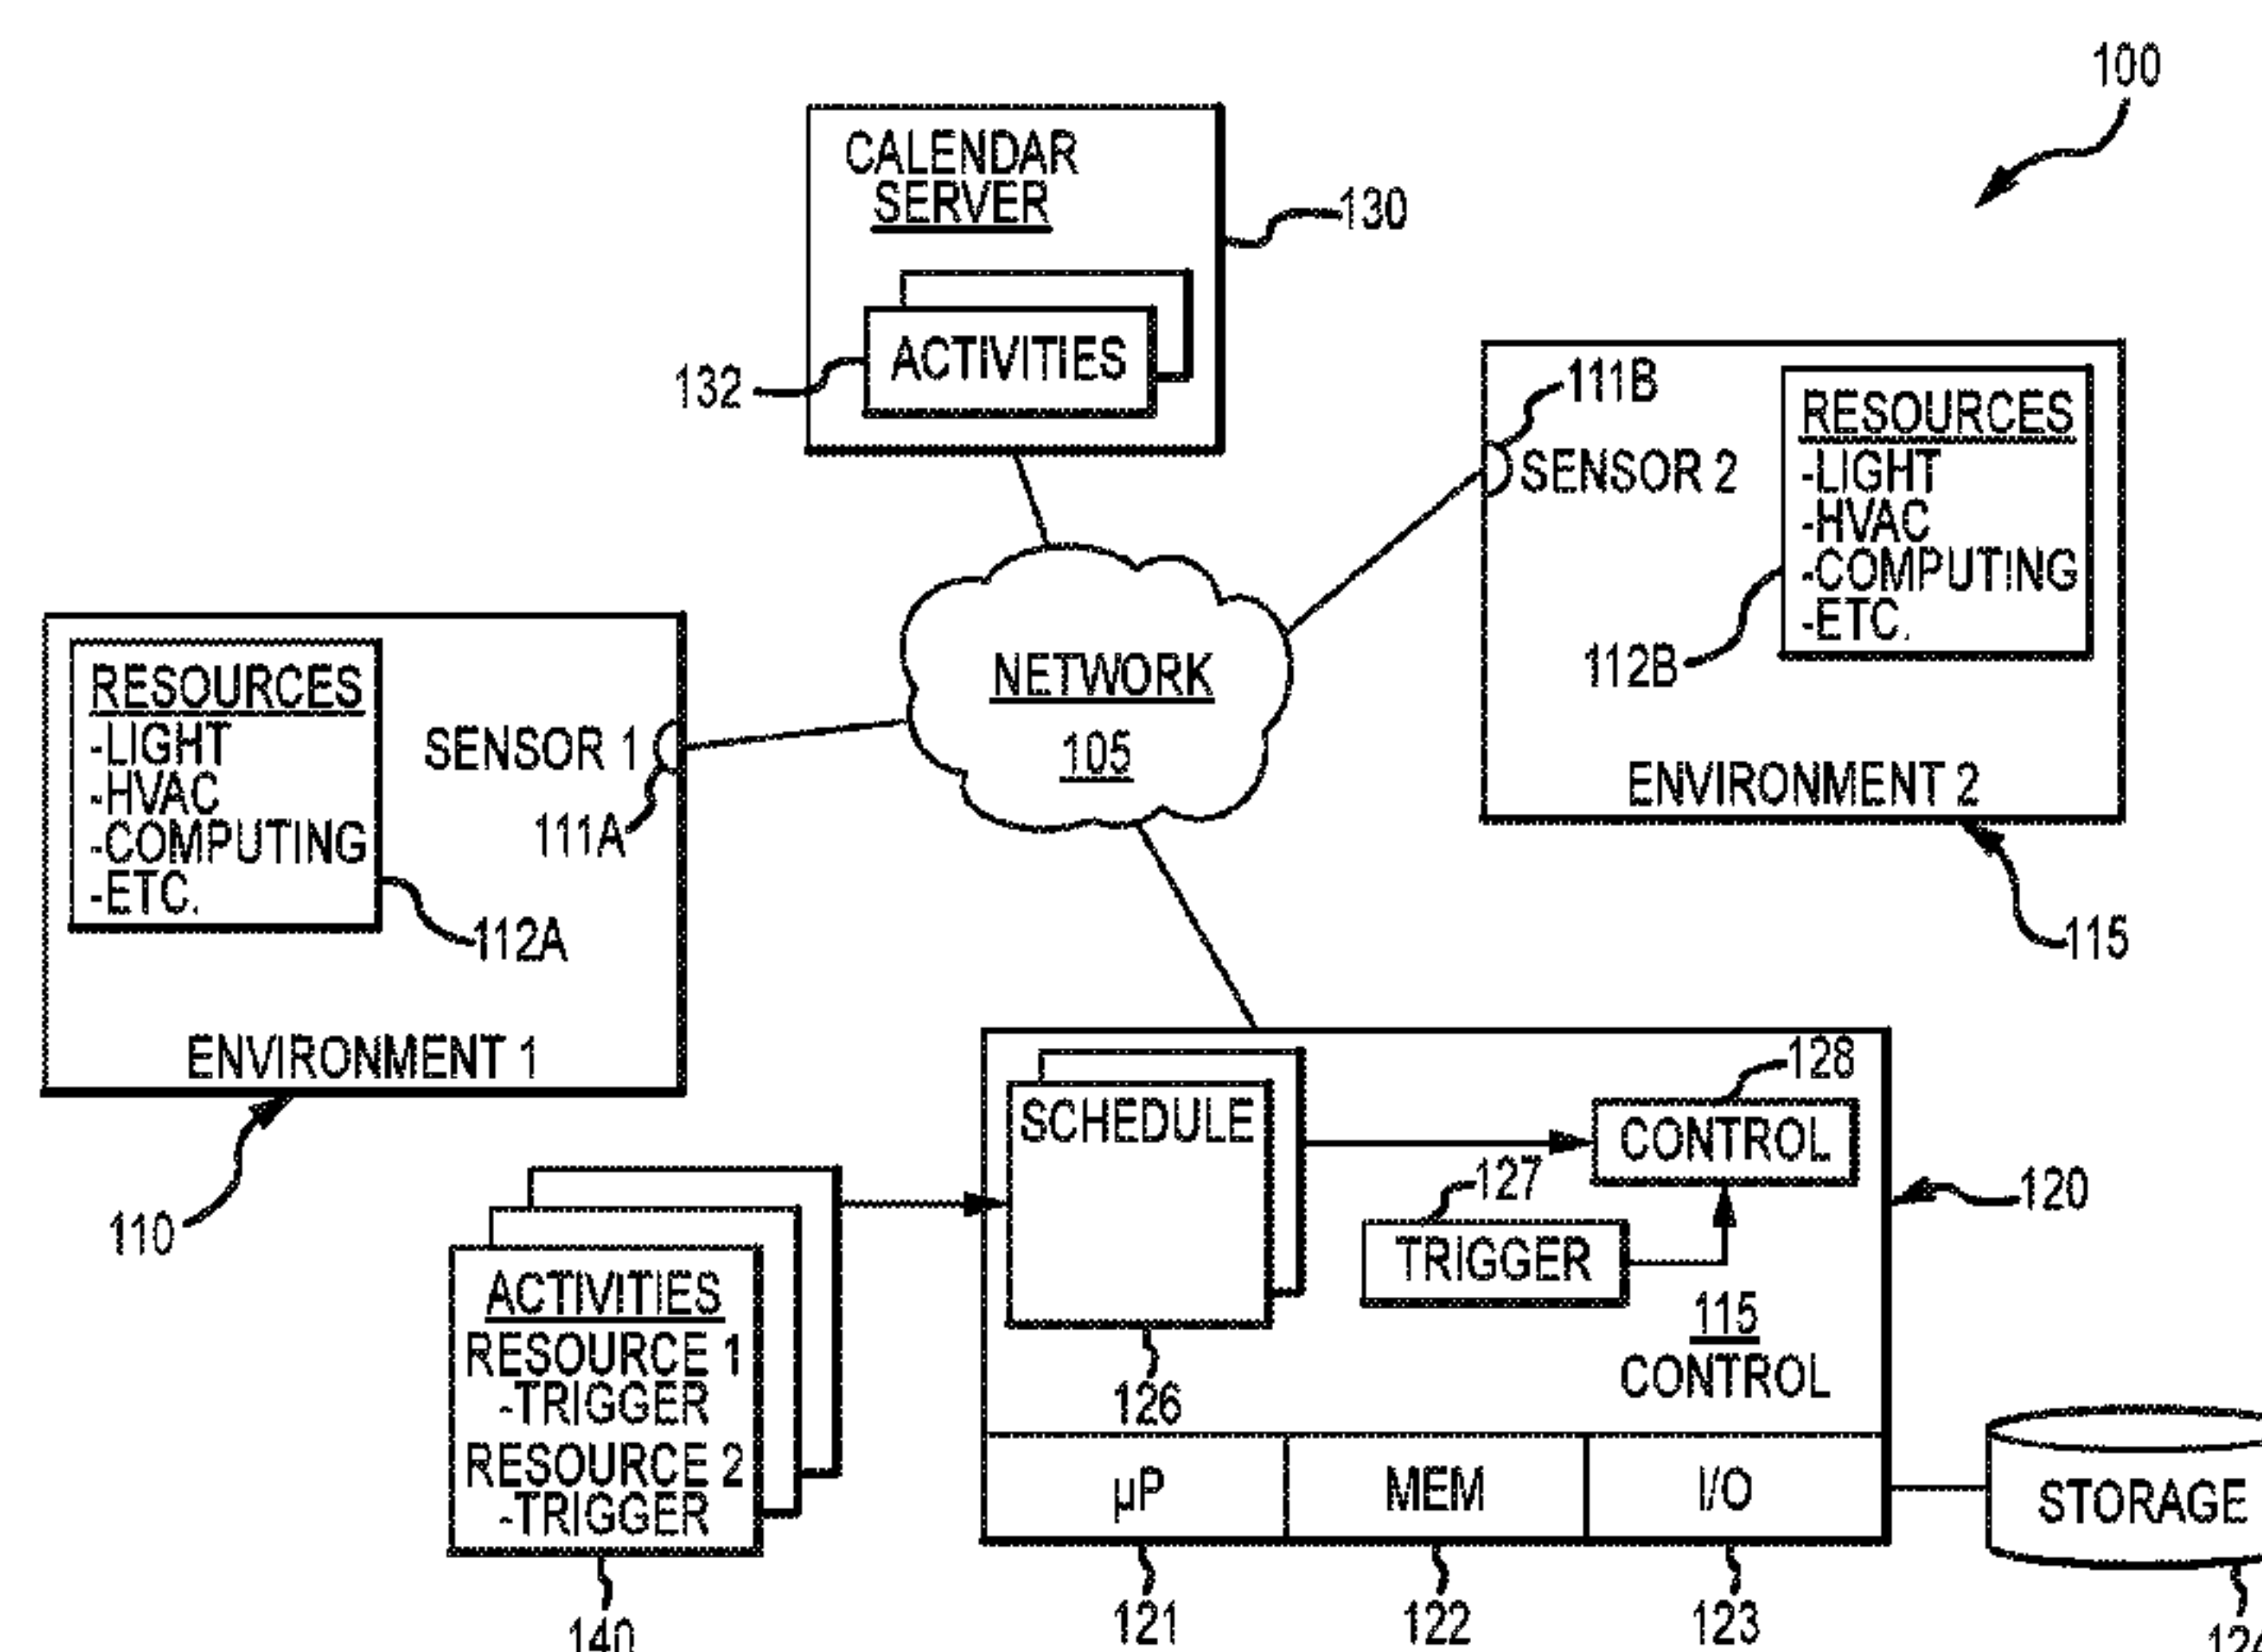 100
CALENDAR
SERVER
130
ACTIVITIES
132
111B
SENSOR 2
RESOURCES
-LIGHT
-HVAC
-COMPUTING
-ETC.
112B
ENVIRONMENT 2
115
NETWORK
105
RESOURCES
-LIGHT
-HVAC
-COMPUTING
-ETC.
SENSOR 1
111A
112A
ENVIRONMENT 1
110
SCHEDULE
126
128
CONTROL
127
TRIGGER
115
CONTROL
120
ACTIVITIES
RESOURCE 1
-TRIGGER
RESOURCE 2
-TRIGGER
140
µP
MEM
I/O
STORAGE
121
122
123